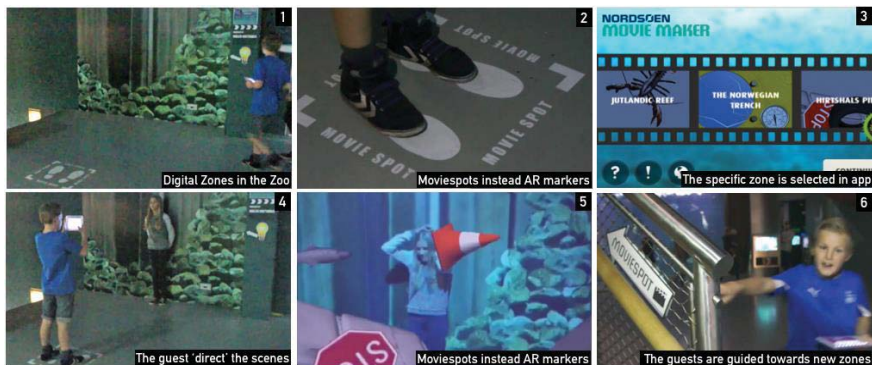 1
Digital Zones in the Zoo
2
MOVIE SPOT
MOVIE SPOT
MOVIE SPOT
Moviespots instead AR markers
3
NORDSØEN
MOVIE MAKER
JUTLANDIC REEF
THE NORWEGIAN
TRENCH
HIRTSHALS
?
!
The specific zone is selected in app
4
The guest 'direct' the scenes
5
Moviespots instead AR markers
6
MOVIESPOT
The guests are guided towards new zones